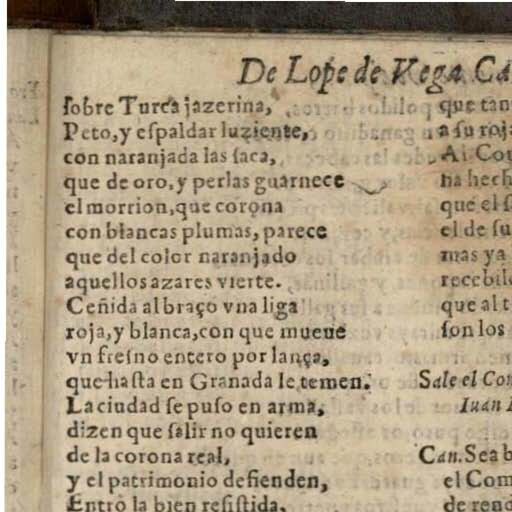 De Lope de Vega Ca
sobre Turca jazerina,
Peto, y espaldar luziente,
con naranjada las saca,
que de oro, y perlas guarnece
el morrion, que corona
con blancas plumas, parece
que del color naranjado
aquellos azares vierte.
Ceñida al braço vna liga
roja, y blanca, con que mueue
vn fresno entero por lança,
que hasta en Granada le temen.
La ciudad se puso en arma,
dizen que salir no quieren
de la corona real,
y el patrimonio defienden,
Entrò la bien resistida,
que tan
a su roja
Al Con
na hech
que el s
el de su
mas ya
recebil
que al t
son los
Sale el Con
Iuan
Can. Sea b
el Com
de rend